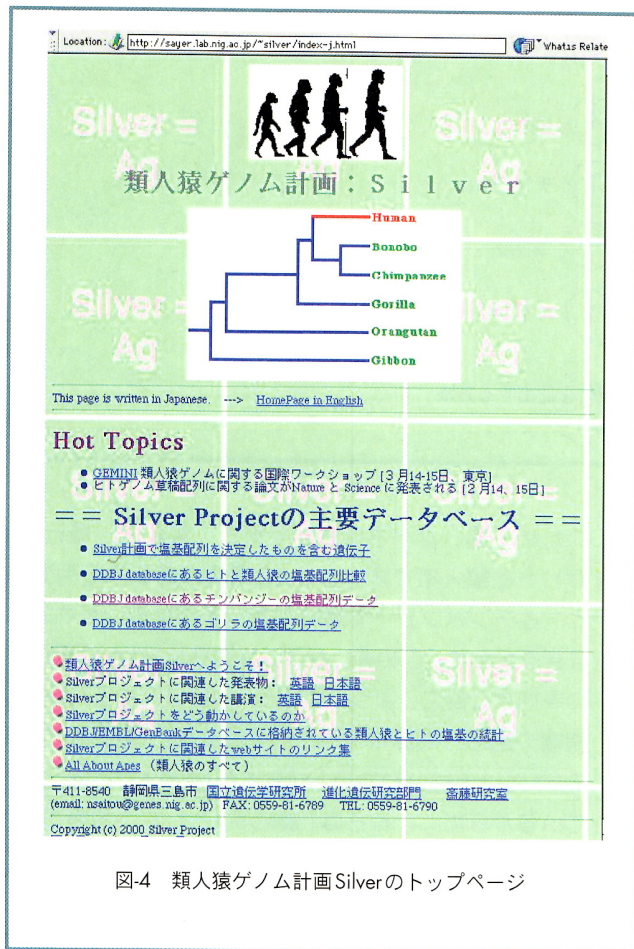 Location: http://sayer.lab.nig.ac.jp/~silver/index-j.html What's Relate
Silver = Ag
Silver = Ag
類人猿ゲノム計画：Ｓｉｌｖｅｒ
Human
Bonobo
Chimpanzee
Gorilla
Orangutan
Gibbon
Silver = Ag
Silver = Ag
This page is written in Japanese. ---> HomePage in English
Hot Topics
● GEMINI 類人猿ゲノムに関する国際ワークショップ [3 月14-15日、東京]
● ヒトゲノム草稿配列に関する論文がNature と Science に発表される [2 月14、15日]
== Silver Projectの主要データベース ==
● Silver計画で塩基配列を決定したものを含む遺伝子
● DDBJ databaseにあるヒトと類人猿の塩基配列比較
● DDBJ databaseにあるチンパンジーの塩基配列データ
● DDBJ databaseにあるゴリラの塩基配列データ
類人猿ゲノム計画Silverへようこそ！
Silverプロジェクトに関連した発表物： 英語 日本語
Silverプロジェクトに関連した講演： 英語 日本語
Silverプロジェクトをどう動かしているのか
DDBJ/EMBL/GenBankデータベースに格納されている類人猿とヒトの塩基の統計
Silverプロジェクトに関連したwebサイトのリンク集
All About Apes （類人猿のすべて）
〒411-8540 静岡県三島市 国立遺伝学研究所 進化遺伝研究部門 斎藤研究室
(email: nsaitou@genes.nig.ac.jp) FAX: 0559-81-6789 TEL: 0559-81-6790
Copyright (c) 2000 Silver Project
図-4 類人猿ゲノム計画Silverのトップページ